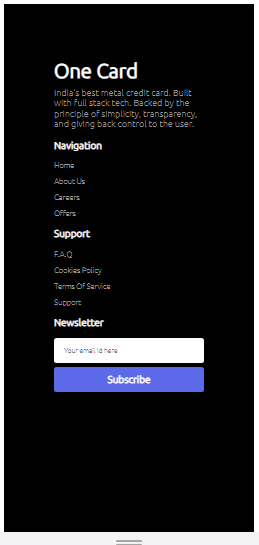 One Card
India's best metal credit card. Built
with full stack tech. Backed by the
principle of simplicity, transparency,
and giving back control to the user.
Navigation
Home
About Us
Careers
Offers
Support
F.A.Q
Cookies Policy
Terms Of Service
Support
Newsletter
Your email id here
Subscribe